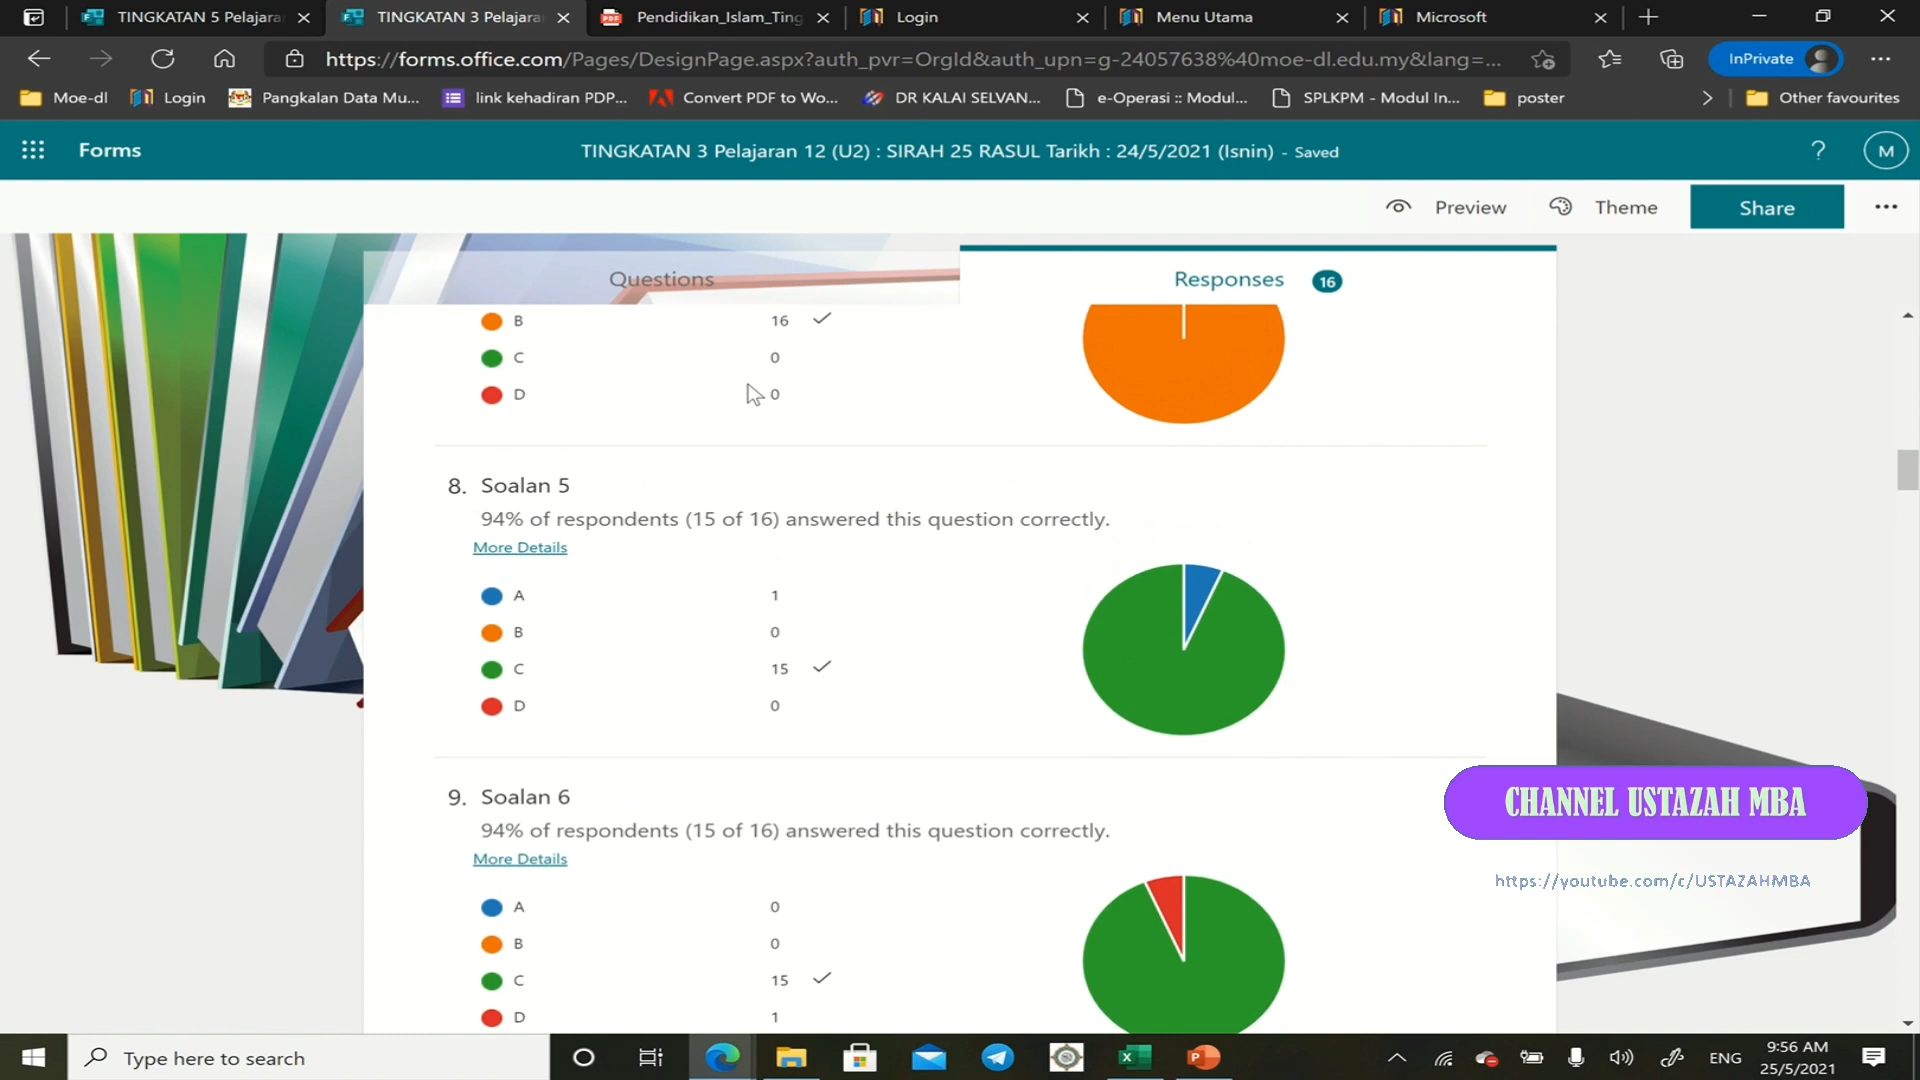 TINGKATAN 5 Pelajara
TINGKATAN 3 Pelajara
Pendidikan_Islam_Ting
Login
Menu Utama
Microsoft
https://forms.office.com/Pages/DesignPage.aspx?auth_pvr=OrgId&auth_upn=g-24057638%40moe-dl.edu.my&lang=...
InPrivate
Moe-dl
Login
Pangkalan Data Mu...
link kehadiran PDP...
Convert PDF to Wo...
DR KALAI SELVAN...
e-Operasi :: Modul...
SPLKPM - Modul In...
poster
Other favourites
Forms
TINGKATAN 3 Pelajaran 12 (U2) : SIRAH 25 RASUL Tarikh : 24/5/2021 (Isnin) - Saved
?
M
Preview
Theme
Share
Questions
Responses 16
B 16
C 0
D 0
8. Soalan 5
94% of respondents (15 of 16) answered this question correctly.
More Details
A 1
B 0
C 15
D 0
9. Soalan 6
94% of respondents (15 of 16) answered this question correctly.
More Details
A 0
B 0
C 15
D 1
CHANNEL USTAZAH MBA
https://youtube.com/c/USTAZAHMBA
Type here to search
ENG
9:56 AM
25/5/2021